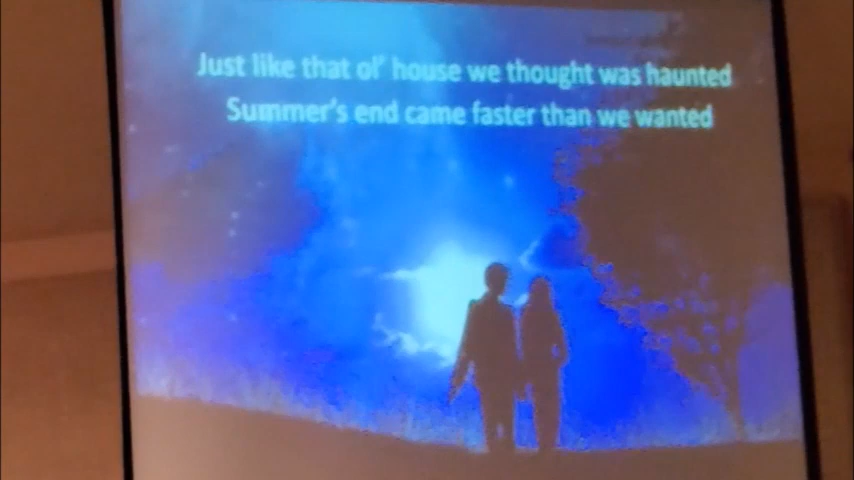 Just like that ol' house we thought was haunted
Summer's end came faster than we wanted